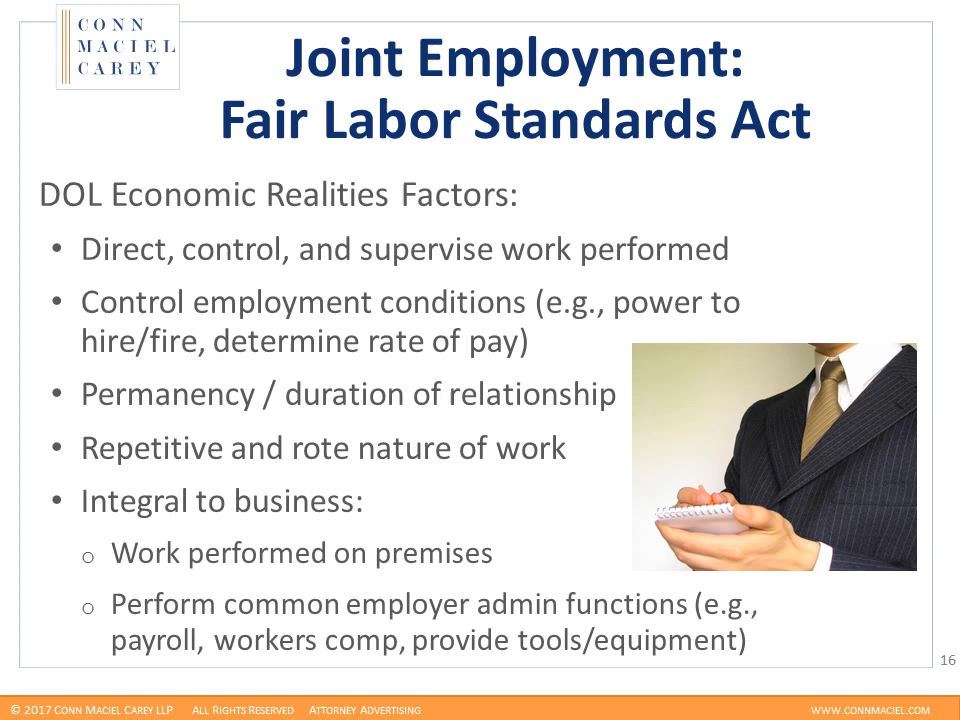 CONN
MACIEL
CAREY
Joint Employment:
Fair Labor Standards Act
DOL Economic Realities Factors:
• Direct, control, and supervise work performed
• Control employment conditions (e.g., power to
hire/fire, determine rate of pay)
• Permanency / duration of relationship
• Repetitive and rote nature of work
• Integral to business:
o Work performed on premises
o Perform common employer admin functions (e.g.,
payroll, workers comp, provide tools/equipment)
16
© 2017 CONN MACIEL CAREY LLP ALL RIGHTS RESERVED ATTORNEY ADVERTISING WWW.CONNMACIEL.COM